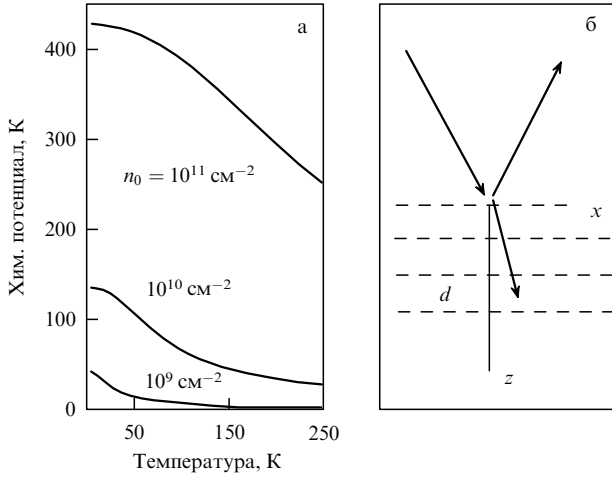 а
б
400
300
200
100
0
Хим. потенциал, К
n₀ = 10¹¹ см⁻²
10¹⁰ см⁻²
10⁹ см⁻²
50
150
250
Температура, К
x
d
z